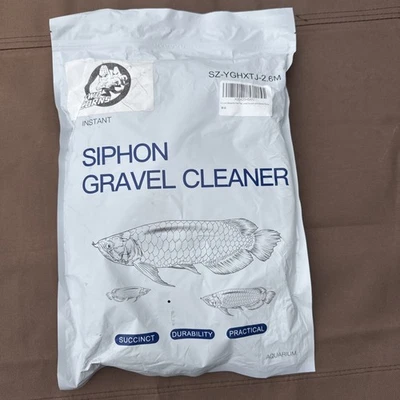 SZ-YGHXTJ-2.6M
INSTANT
SIPHON
GRAVEL CLEANER
SUCCINCT
DURABILITY
PRACTICAL
AQUARIUM